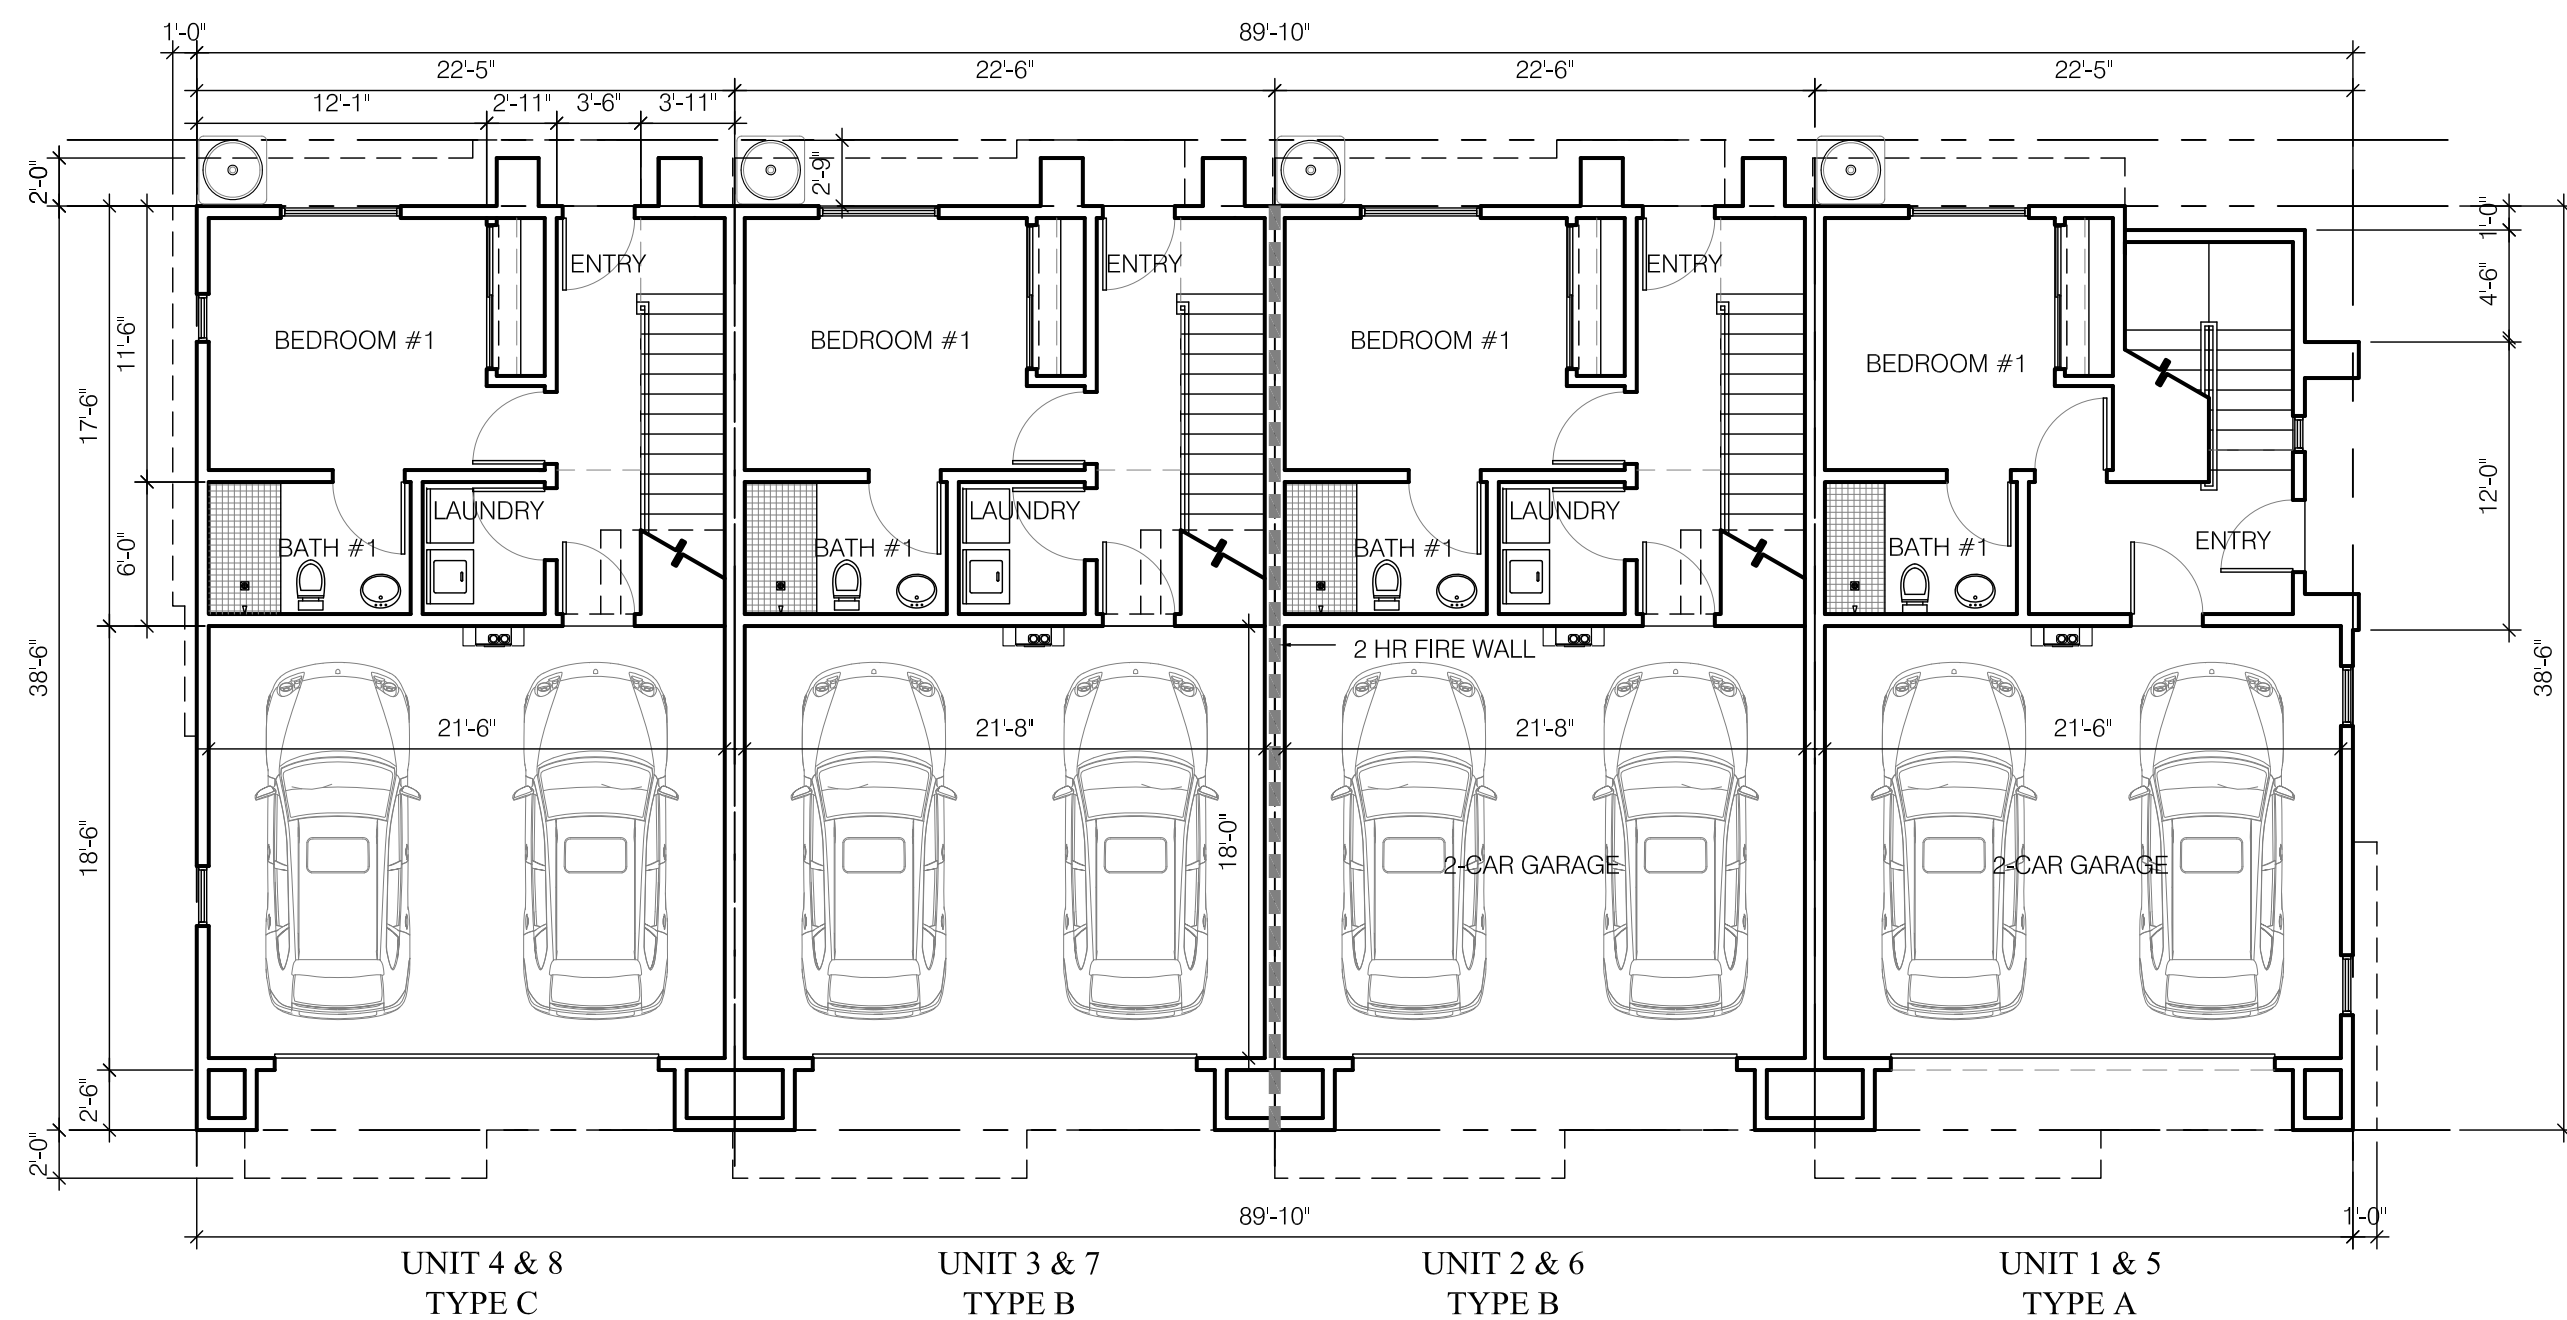 1'-0"
89'-10"
22'-5"
22'-6"
22'-6"
22'-5"
12'-1"
2'-11"
3'-6"
3'-11"
2'-0"
2'-9"
1'-0"
ENTRY
ENTRY
ENTRY
4'-6"
BEDROOM #1
BEDROOM #1
BEDROOM #1
BEDROOM #1
11'-6"
17'-6"
12'-0"
LAUNDRY
LAUNDRY
LAUNDRY
6'-0"
BATH #1
BATH #1
BATH #1
BATH #1
ENTRY
2 HR FIRE WALL
38'-6"
38'-6"
21'-6"
21'-8"
21'-8"
21'-6"
18'-6"
18'-0"
2-CAR GARAGE
2-CAR GARAGE
2'-6"
2'-0"
89'-10"
1'-0"
UNIT 4 & 8
TYPE C
UNIT 3 & 7
TYPE B
UNIT 2 & 6
TYPE B
UNIT 1 & 5
TYPE A